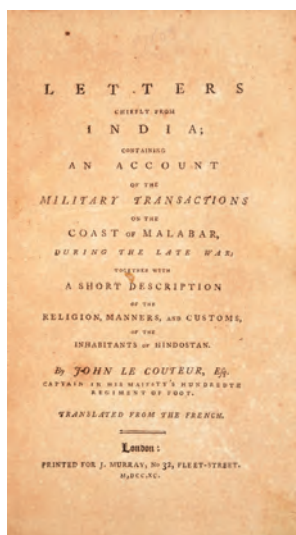 LETTERS
CHIEFLY FROM
INDIA;
CONTAINING
AN ACCOUNT
OF THE
MILITARY TRANSACTIONS
ON THE
COAST OF MALABAR,
DURING THE LATE WAR:
TOGETHER WITH
A SHORT DESCRIPTION
OF THE
RELIGION, MANNERS, AND CUSTOMS,
OF THE
INHABITANTS OF HINDOSTAN.
By JOHN LE COUTEUR, Esq.
CAPTAIN IN HIS MAJESTY'S HUNDREDTH
REGIMENT OF FOOT.
TRANSLATED FROM THE FRENCH.
London:
PRINTED FOR J. MURRAY, No 32, FLEET-STREET.
M,DCC,XC.